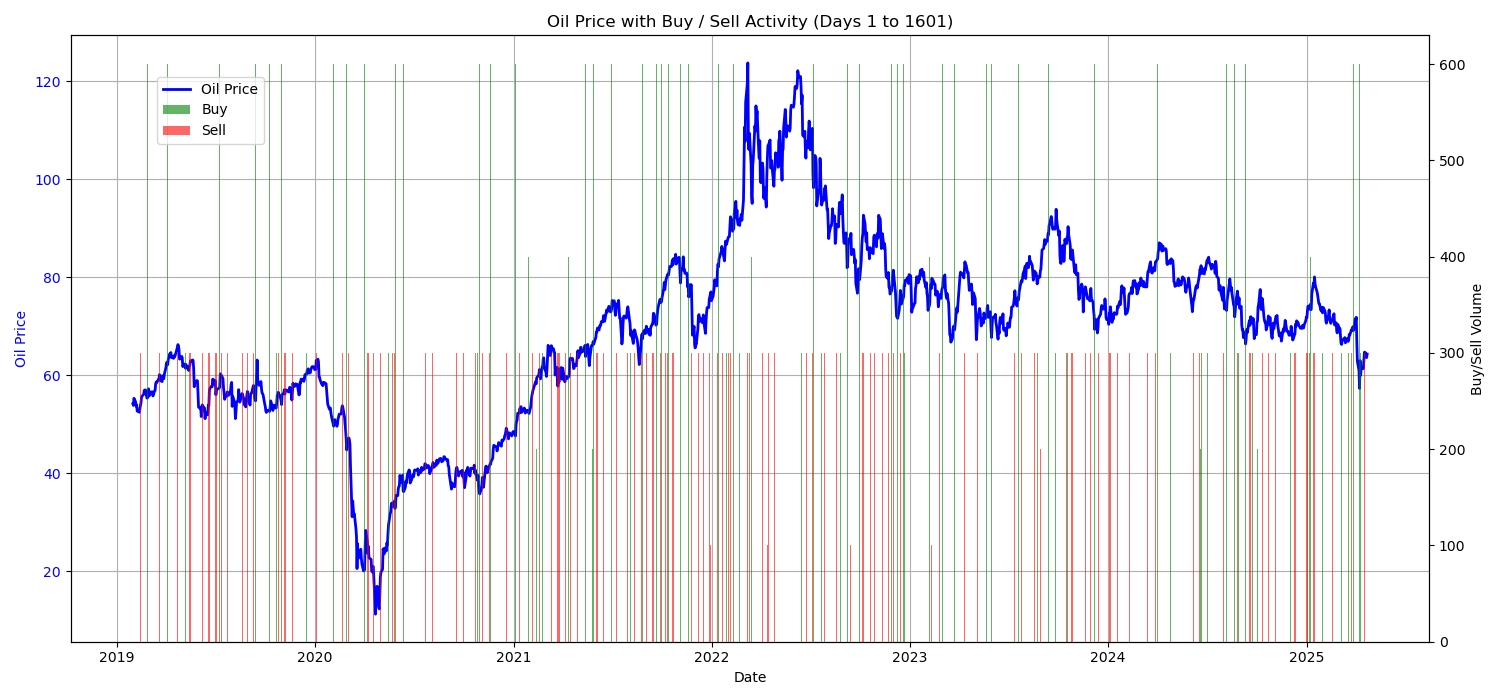 Oil Price with Buy / Sell Activity (Days 1 to 1601)
Oil Price
Buy
Sell
Oil Price
120
100
80
60
40
20
Buy/Sell Volume
600
500
400
300
200
100
0
2019
2020
2021
2022
2023
2024
2025
Date